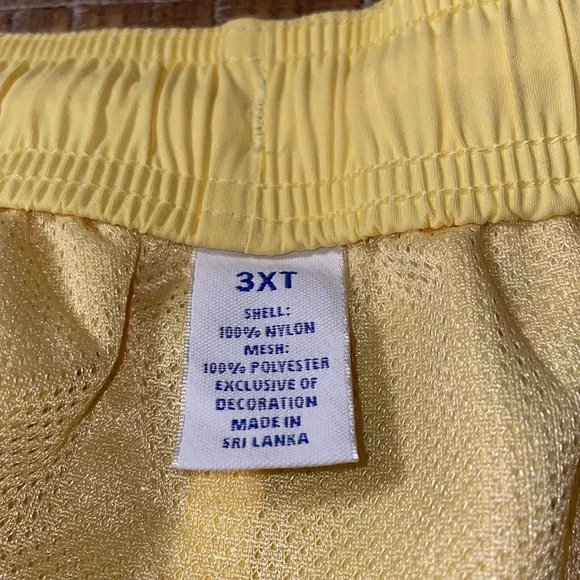 3XT
SHELL:
100% NYLON
MESH:
100% POLYESTER
EXCLUSIVE OF
DECORATION
MADE IN
SRI LANKA